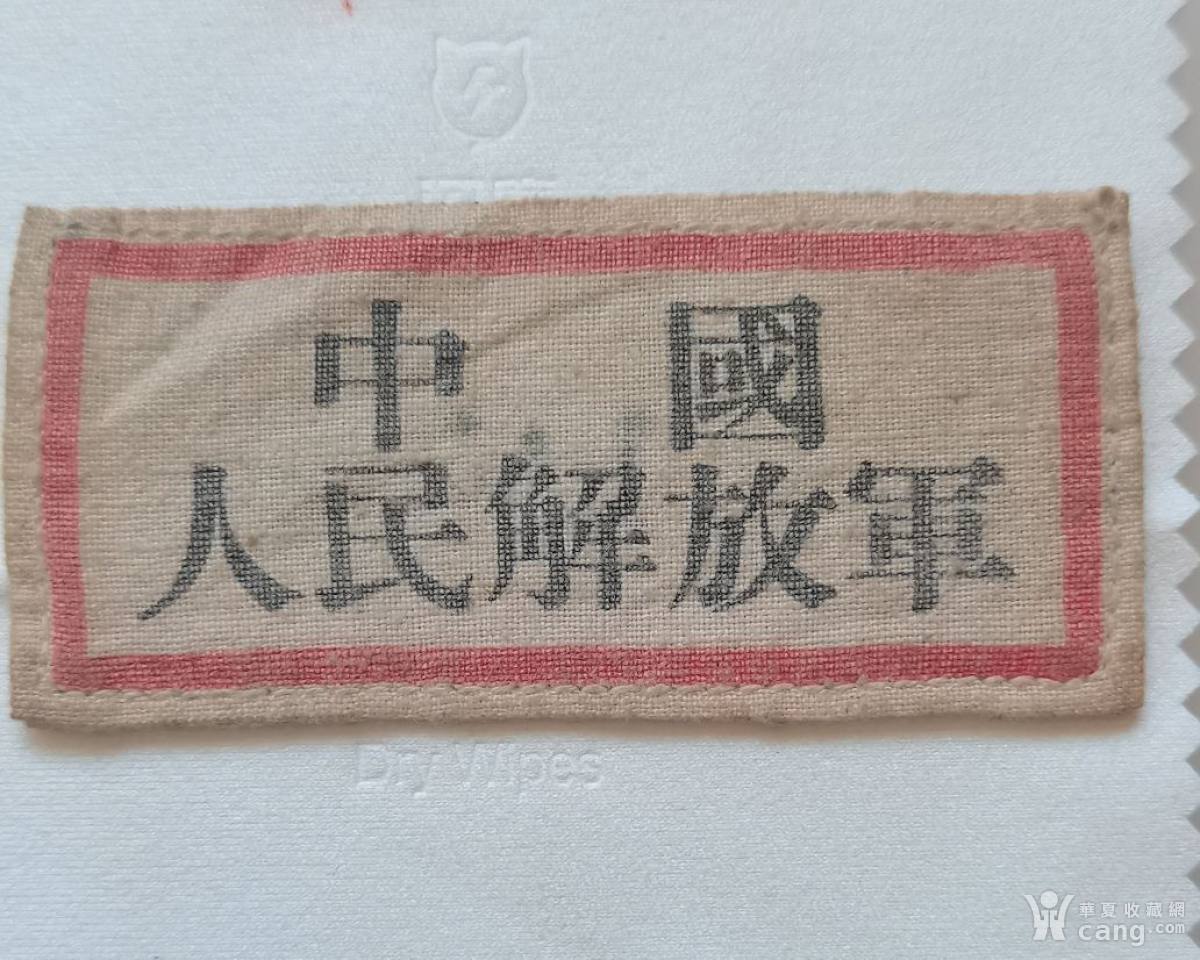 中 國
人民解放軍
Dry Wipes
華夏收藏網
cang.com